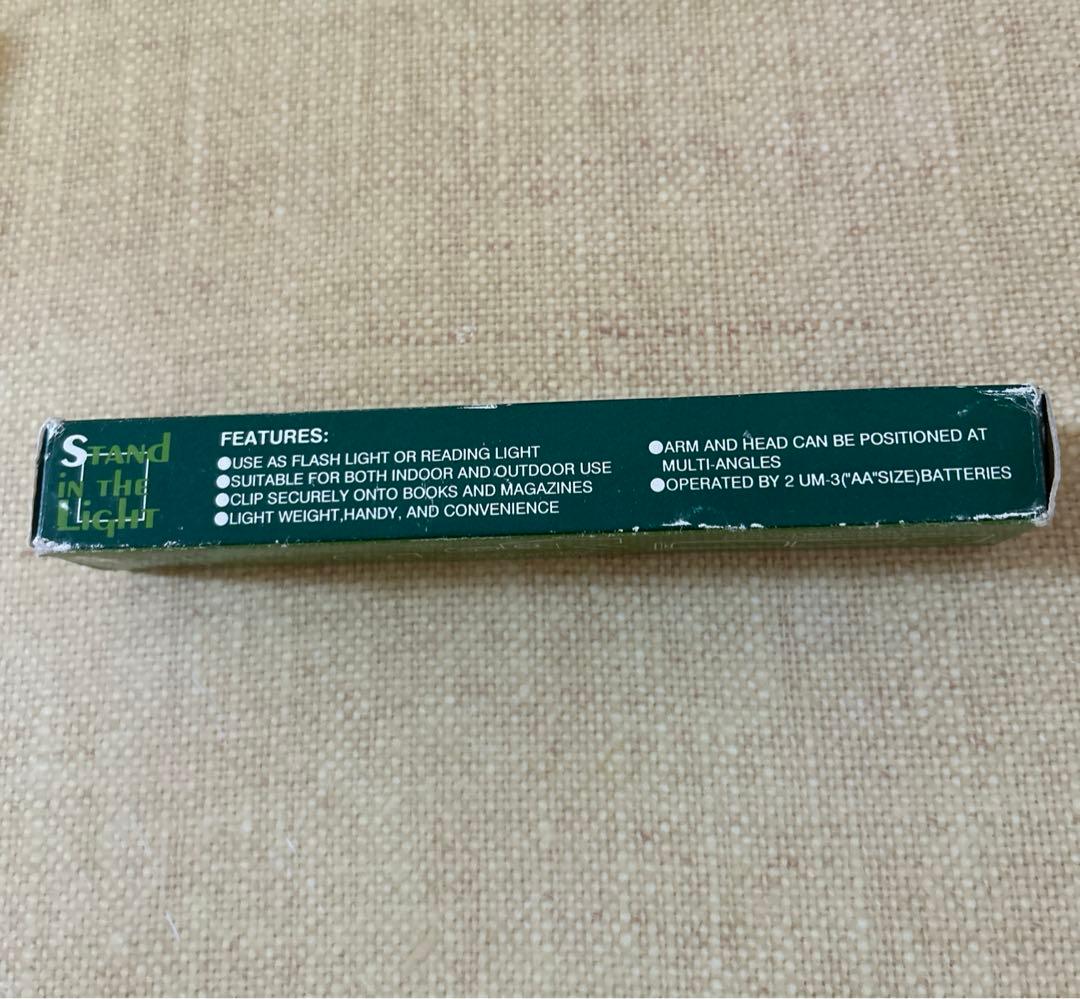 STANd
iN THE
LighT
FEATURES:
●USE AS FLASH LIGHT OR READING LIGHT
●SUITABLE FOR BOTH INDOOR AND OUTDOOR USE
●CLIP SECURELY ONTO BOOKS AND MAGAZINES
●LIGHT WEIGHT,HANDY, AND CONVENIENCE
●ARM AND HEAD CAN BE POSITIONED AT
MULTI-ANGLES
●OPERATED BY 2 UM-3("AA"SIZE)BATTERIES